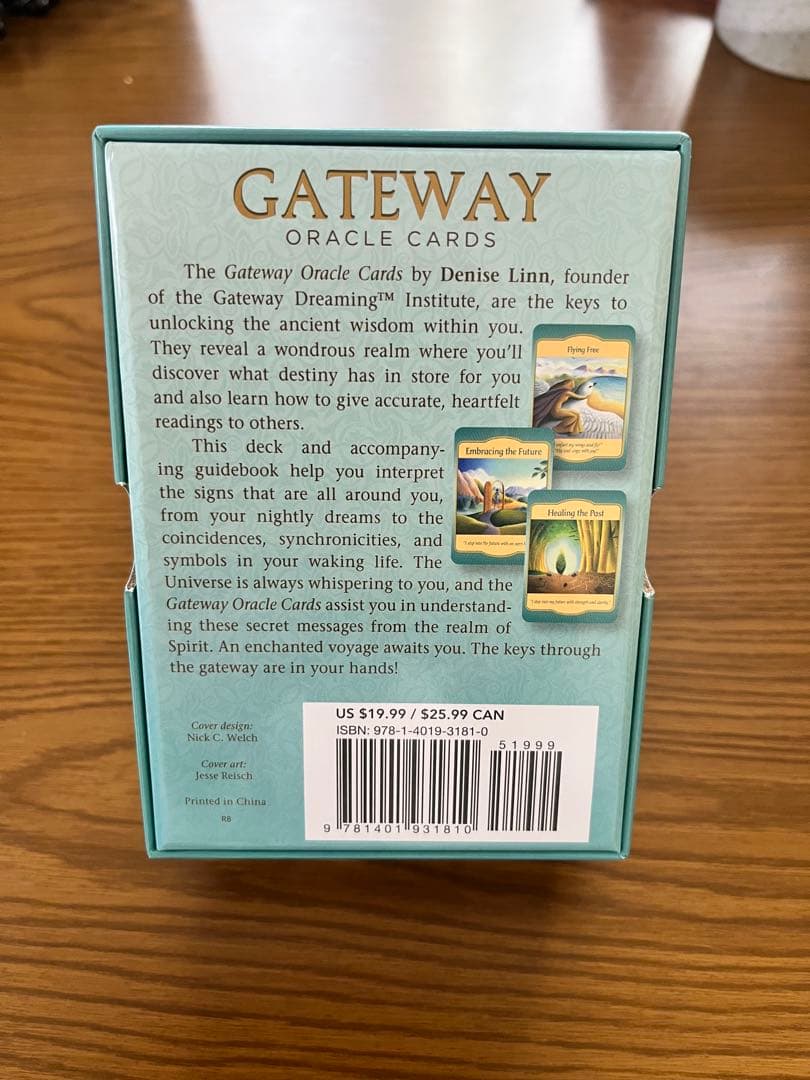 GATEWAY
ORACLE CARDS
The Gateway Oracle Cards by Denise Linn, founder
of the Gateway Dreaming™ Institute, are the keys to
unlocking the ancient wisdom within you.
They reveal a wondrous realm where you'll
discover what destiny has in store for you
and also learn how to give accurate, heartfelt
readings to others.
This deck and accompany-
ing guidebook help you interpret
the signs that are all around you,
from your nightly dreams to the
coincidences, synchronicities, and
symbols in your waking life. The
Universe is always whispering to you, and the
Gateway Oracle Cards assist you in understand-
ing these secret messages from the realm of
Spirit. An enchanted voyage awaits you. The keys through
the gateway are in your hands!
Flying Free
Embracing the Future
"I step into the future with
Healing the Past
Cover design:
Nick C. Welch
Cover art:
Jesse Reisch
Printed in China
R8
US $19.99 / $25.99 CAN
ISBN: 978-1-4019-3181-0
51999
9 781401 931810